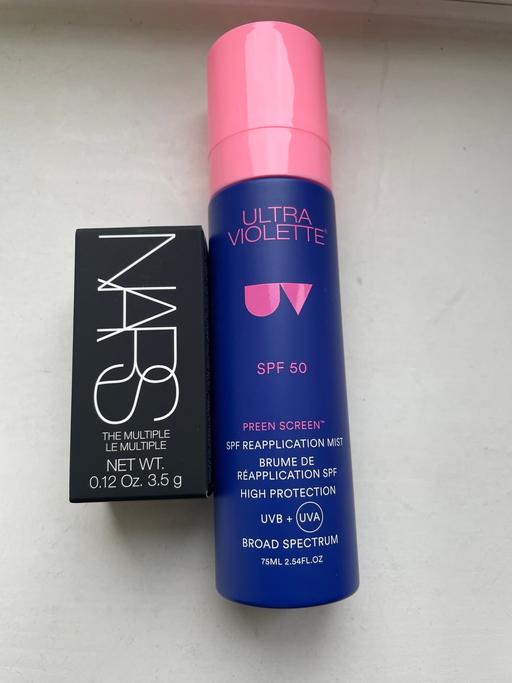 NARS
THE MULTIPLE
LE MULTIPLE
NET WT.
0.12 Oz. 3.5 g
ULTRA
VIOLETTE®
UV
SPF 50
PREEN SCREEN™
SPF REAPPLICATION MIST
BRUME DE
RÉAPPLICATION SPF
HIGH PROTECTION
UVB + UVA
BROAD SPECTRUM
75ML 2.54FL.OZ